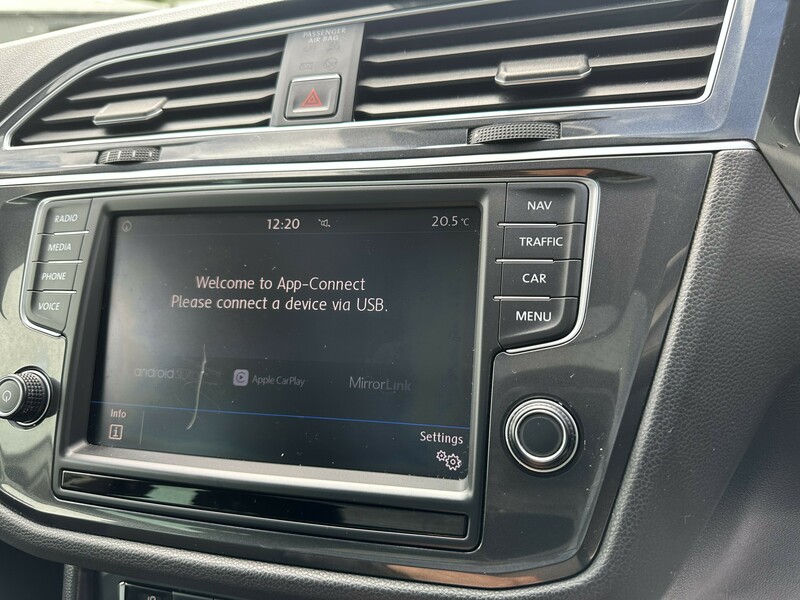 PASSENGER
AIR BAG
RADIO
MEDIA
PHONE
VOICE
12:20
20.5°C
Welcome to App-Connect
Please connect a device via USB.
androidauto
Apple CarPlay
MirrorLink
Info
i
Settings
NAV
TRAFFIC
CAR
MENU